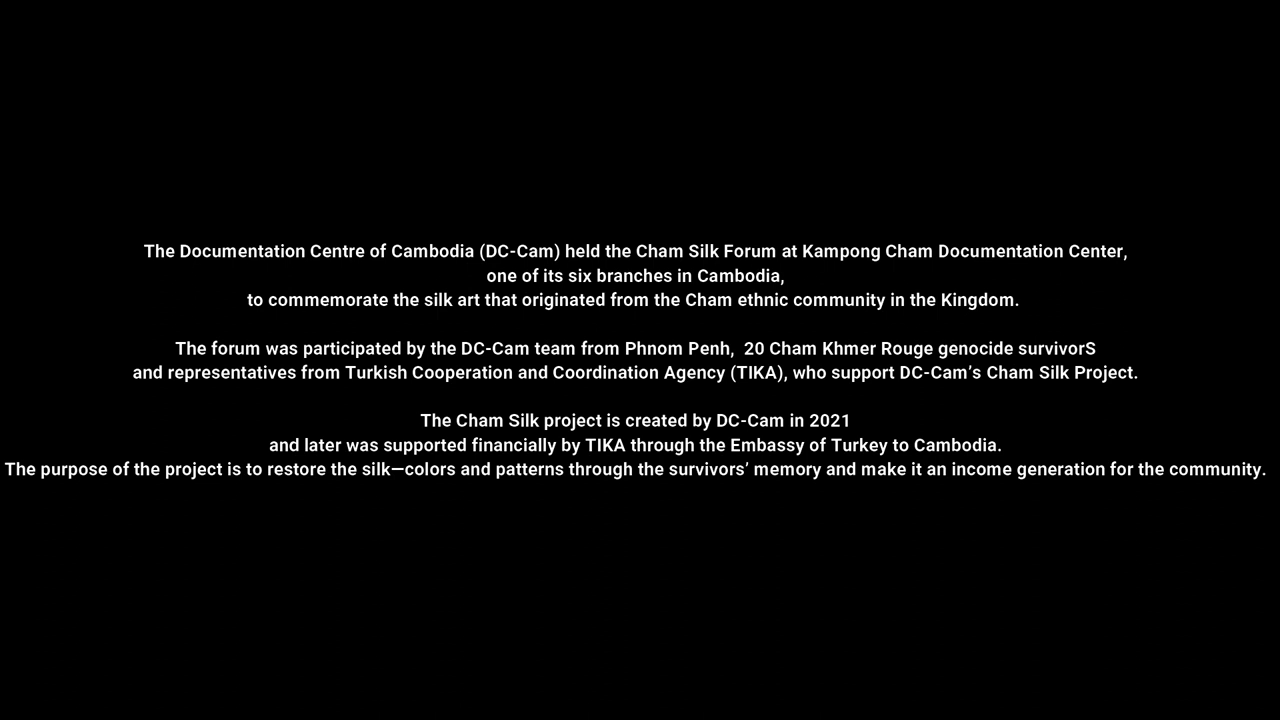 The Documentation Centre of Cambodia (DC-Cam) held the Cham Silk Forum at Kampong Cham Documentation Center,
one of its six branches in Cambodia,
to commemorate the silk art that originated from the Cham ethnic community in the Kingdom.
The forum was participated by the DC-Cam team from Phnom Penh,  20 Cham Khmer Rouge genocide survivorS
and representatives from Turkish Cooperation and Coordination Agency (TIKA), who support DC-Cam’s Cham Silk Project.
The Cham Silk project is created by DC-Cam in 2021
and later was supported financially by TIKA through the Embassy of Turkey to Cambodia.
The purpose of the project is to restore the silk—colors and patterns through the survivors’ memory and make it an income generation for the community.